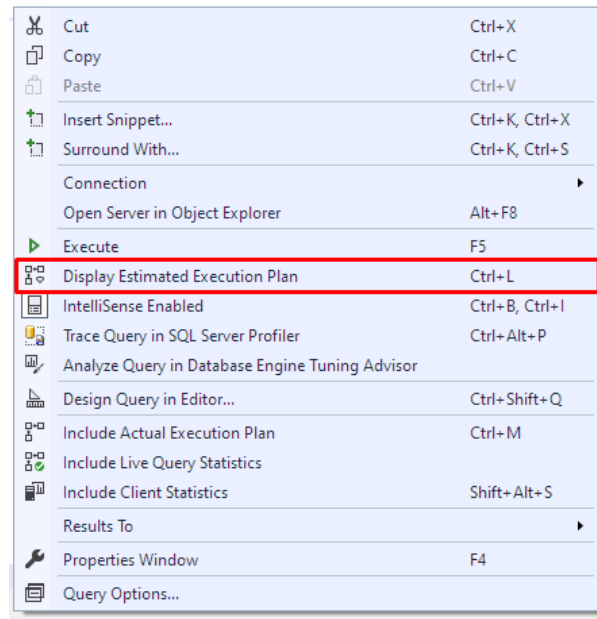 Cut Ctrl+X
Copy Ctrl+C
Paste Ctrl+V
Insert Snippet... Ctrl+K, Ctrl+X
Surround With... Ctrl+K, Ctrl+S
Connection
Open Server in Object Explorer Alt+F8
Execute F5
Display Estimated Execution Plan Ctrl+L
IntelliSense Enabled Ctrl+B, Ctrl+I
Trace Query in SQL Server Profiler Ctrl+Alt+P
Analyze Query in Database Engine Tuning Advisor
Design Query in Editor... Ctrl+Shift+Q
Include Actual Execution Plan Ctrl+M
Include Live Query Statistics
Include Client Statistics Shift+Alt+S
Results To
Properties Window F4
Query Options...